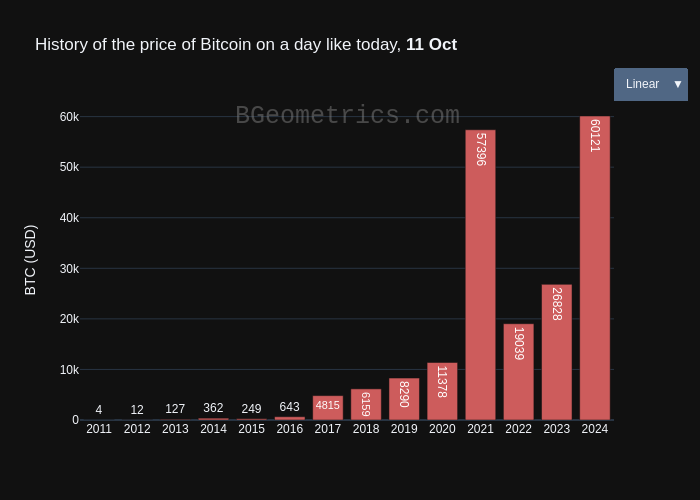 History of the price of Bitcoin on a day like today, 11 Oct
Linear ▼
BGeometrics.com
60k
50k
40k
30k
20k
10k
0
BTC (USD)
4
12
127
362
249
643
4815
6159
8290
11378
57396
19039
26828
60121
2011 2012 2013 2014 2015 2016 2017 2018 2019 2020 2021 2022 2023 2024